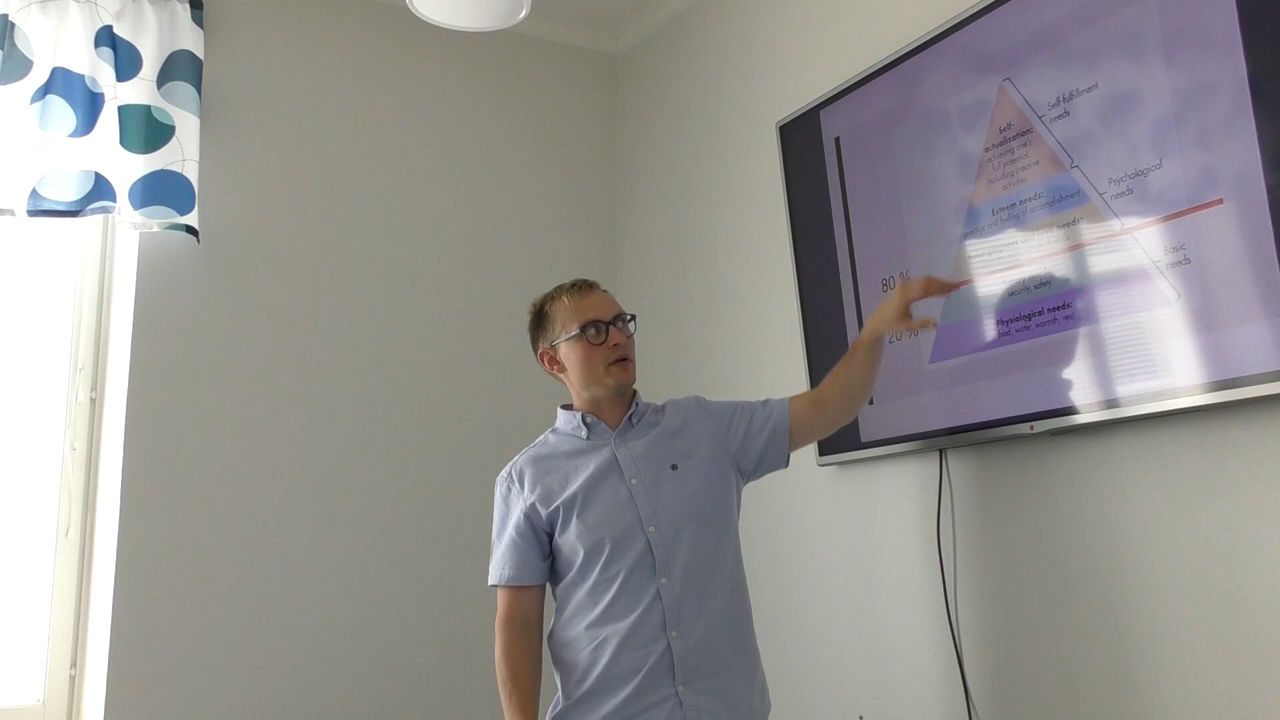 Self-
actualization:
achieving one's
full potential,
including creative
activities
Self-fulfillment
needs
Esteem needs:
prestige and feeling of accomplishment
Psychological
needs
needs:
80 %
security, safety
Basic
needs
20 %
Physiological needs:
food, water, warmth, rest